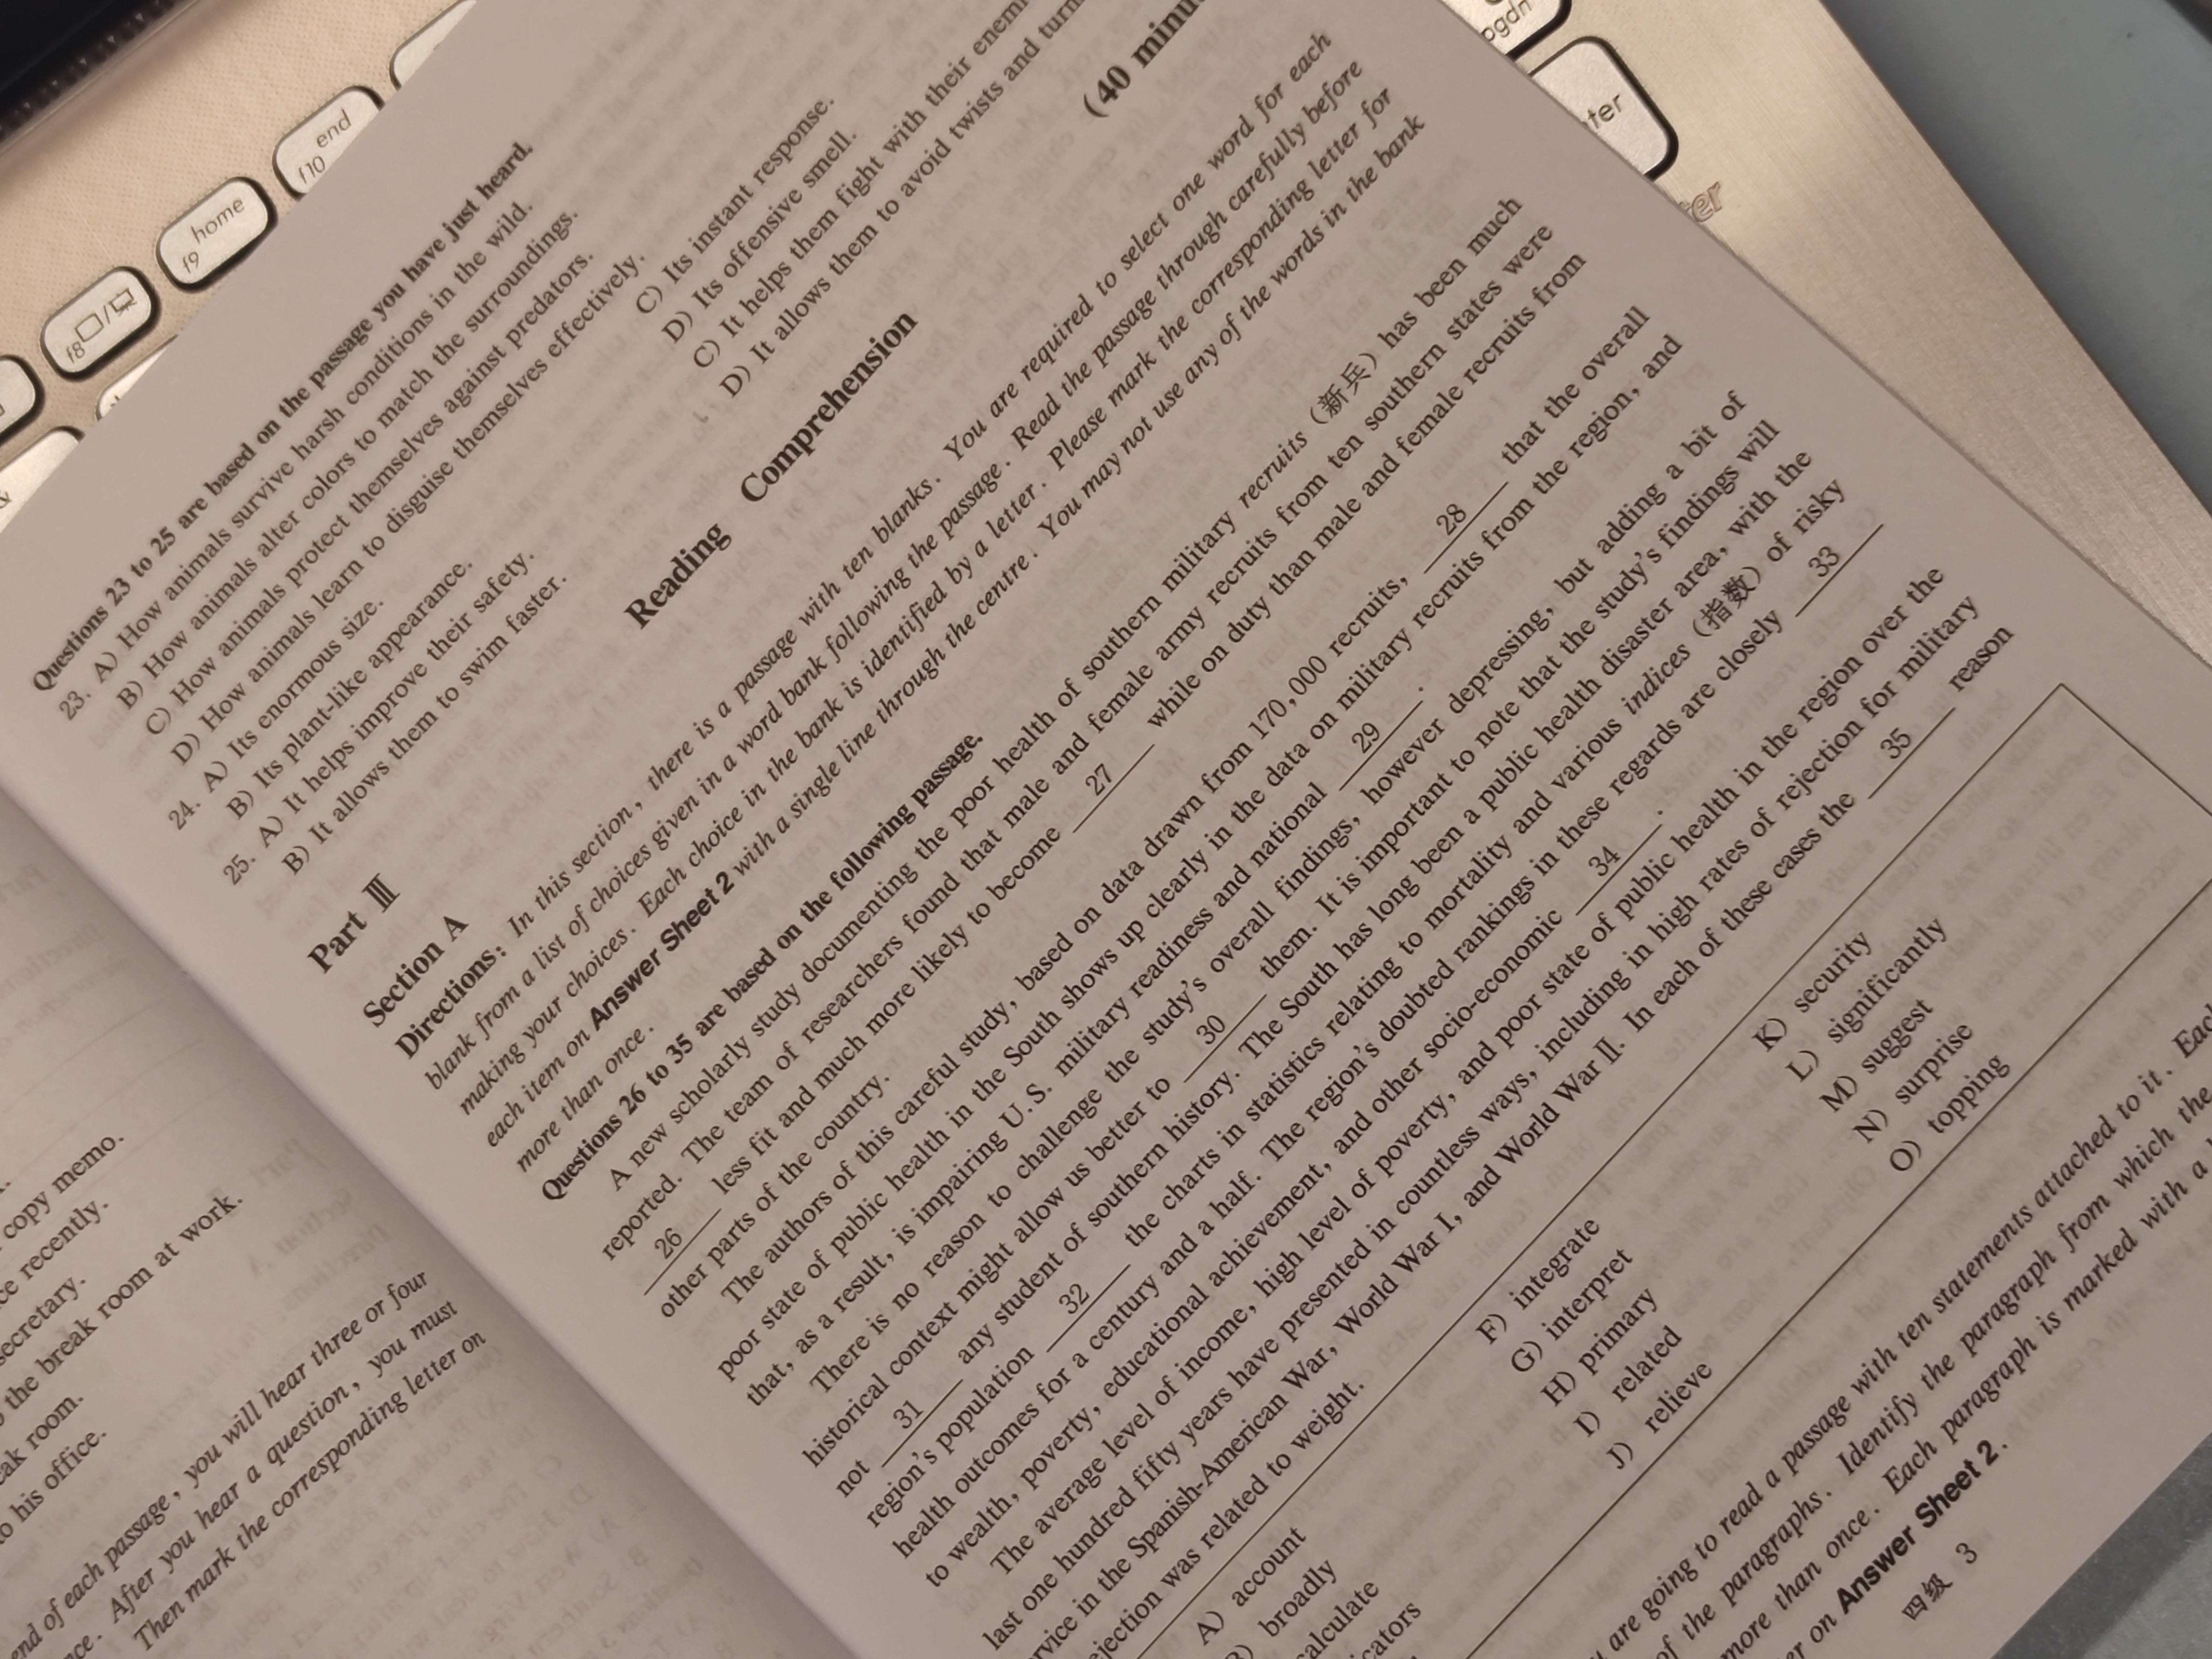 f8
f9 home
f10 end
pgdn
ter
ter
&
copy memo.
ce recently.
secretary.
the break room at work.
eak room.
to his office.
end of each passage, you will hear three or four
After you hear a question, you must
Then mark the corresponding letter on
Questions 23 to 25 are based on the passage you have just heard.
23. A) How animals survive harsh conditions in the wild.
B) How animals alter colors to match the surroundings.
C) How animals protect themselves against predators.
D) How animals learn to disguise themselves effectively.
24. A) Its enormous size. C) Its instant response.
B) Its plant-like appearance. D) Its offensive smell.
25. A) It helps improve their safety. C) It helps them fight with their
B) It allows them to swim faster. D) It allows them to avoid twists and
Part Ⅲ Reading Comprehension (40
Section A
Directions: In this section, there is a passage with ten blanks. You are required to select one word for each
blank from a list of choices given in a word bank following the passage. Read the passage through carefully before
making your choices. Each choice in the bank is identified by a letter. Please mark the corresponding letter for
each item on Answer Sheet 2 with a single line through the centre. You may not use any of the words in the bank
more than once.
Questions 26 to 35 are based on the following passage.
A new scholarly study documenting the poor health of southern military recruits (新兵) has been much
reported. The team of researchers found that male and female army recruits from ten southern states were
26 less fit and much more likely to become 27 while on duty than male and female recruits from
other parts of the country.
The authors of this careful study, based on data drawn from 170,000 recruits, 28 that the overall
poor state of public health in the South shows up clearly in the data on military recruits from the region, and
that, as a result, is impairing U.S. military readiness and national 29 .
There is no reason to challenge the study's overall findings, however depressing, but adding a bit of
historical context might allow us better to 30 them. It is important to note that the study's findings will
not 31 any student of southern history. The South has long been a public health disaster area, with the
region's population 32 the charts in statistics relating to mortality and various indices (指数) of risky
health outcomes for a century and a half. The region's doubted rankings in these regards are closely 33
to wealth, poverty, educational achievement, and other socio-economic 34 .
The average level of income, high level of poverty, and poor state of public health in the region over the
last one hundred fifty years have presented in countless ways, including in high rates of rejection for military
rvice in the Spanish-American War, World War I, and World War II. In each of these cases the 35 reason
ejection was related to weight.
A) account F) integrate K) security
B) broadly G) interpret L) significantly
alculate H) primary M) suggest
icators I) related N) surprise
J) relieve O) topping
are going to read a passage with ten statements attached to it. Each
of the paragraphs. Identify the paragraph from which the
more than once. Each paragraph is marked with a
er on Answer Sheet 2.
四级 3